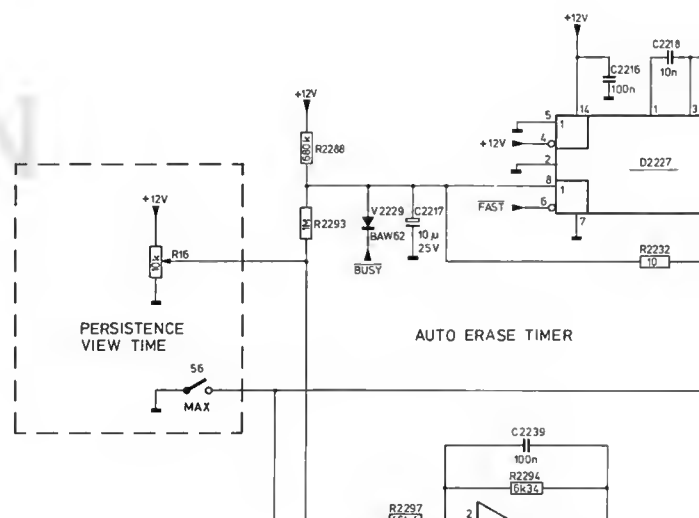 +12V
C2218
10n
C2216
100n
+12V
14
1
3
5
1
680k
R2288
+12V
4
D2227
2
8
1
+12V
1M
R2293
V2229
BAW62
C2217
10µ
25V
FAST
6
7
R16
10k
BUSY
R2232
10
PERSISTENCE
VIEW TIME
AUTO ERASE TIMER
S6
MAX
C2239
100n
R2294
6k34
R2297
2